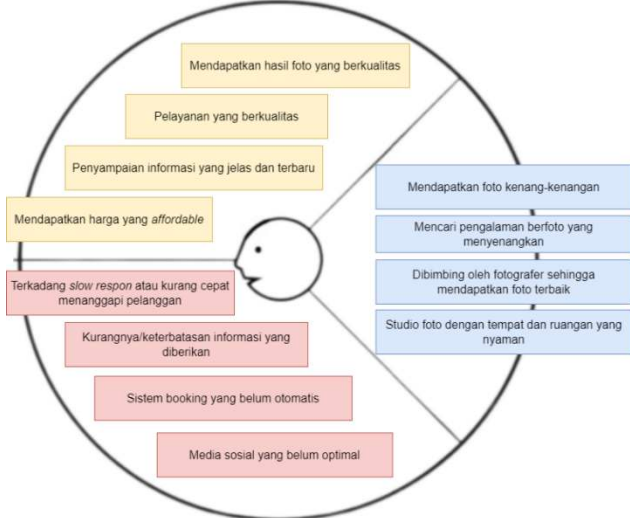 Mendapatkan hasil foto yang berkualitas
Pelayanan yang berkualitas
Penyampaian informasi yang jelas dan terbaru
Mendapatkan harga yang affordable
Terkadang slow respon atau kurang cepat
menanggapi pelanggan
Kurangnya/keterbatasan informasi yang
diberikan
Sistem booking yang belum otomatis
Media sosial yang belum optimal
Mendapatkan foto kenang-kenangan
Mencari pengalaman berfoto yang
menyenangkan
Dibimbing oleh fotografer sehingga
mendapatkan foto terbaik
Studio foto dengan tempat dan ruangan yang
nyaman